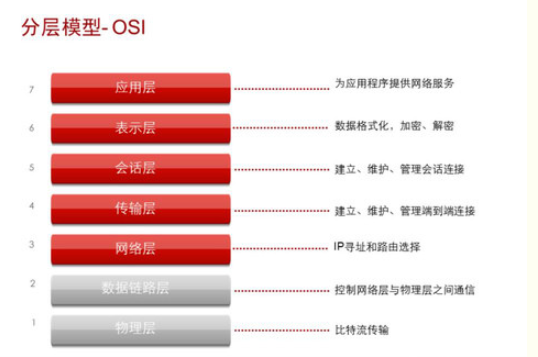 分层模型- OSI
7 应用层 为应用程序提供网络服务
6 表示层 数据格式化，加密、解密
5 会话层 建立、维护、管理会话连接
4 传输层 建立、维护、管理端到端连接
3 网络层 IP寻址和路由选择
2 数据链路层 控制网络层与物理层之间通信
1 物理层 比特流传输